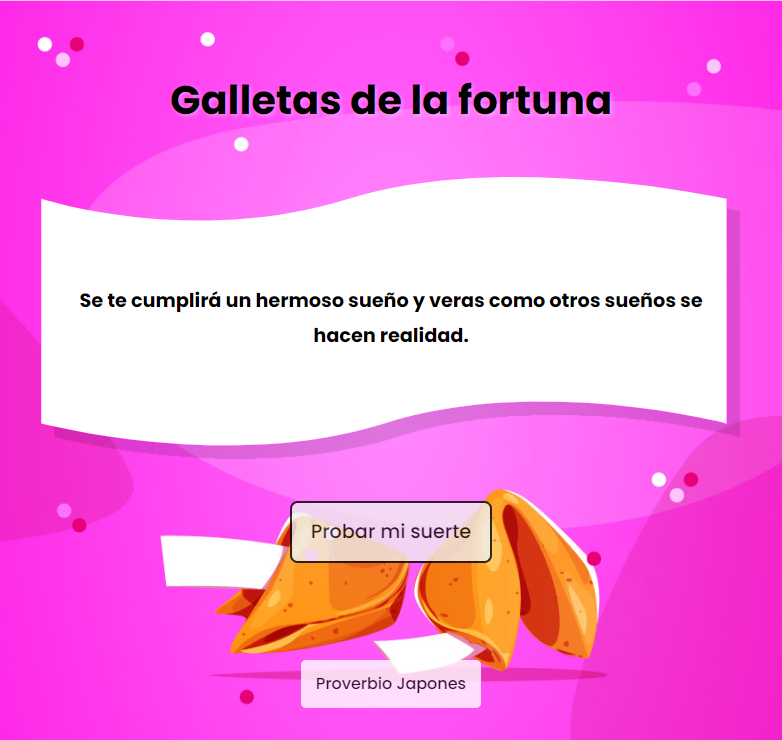 Galletas de la fortuna
Se te cumplirá un hermoso sueño y veras como otros sueños se
hacen realidad.
Probar mi suerte
Proverbio Japones